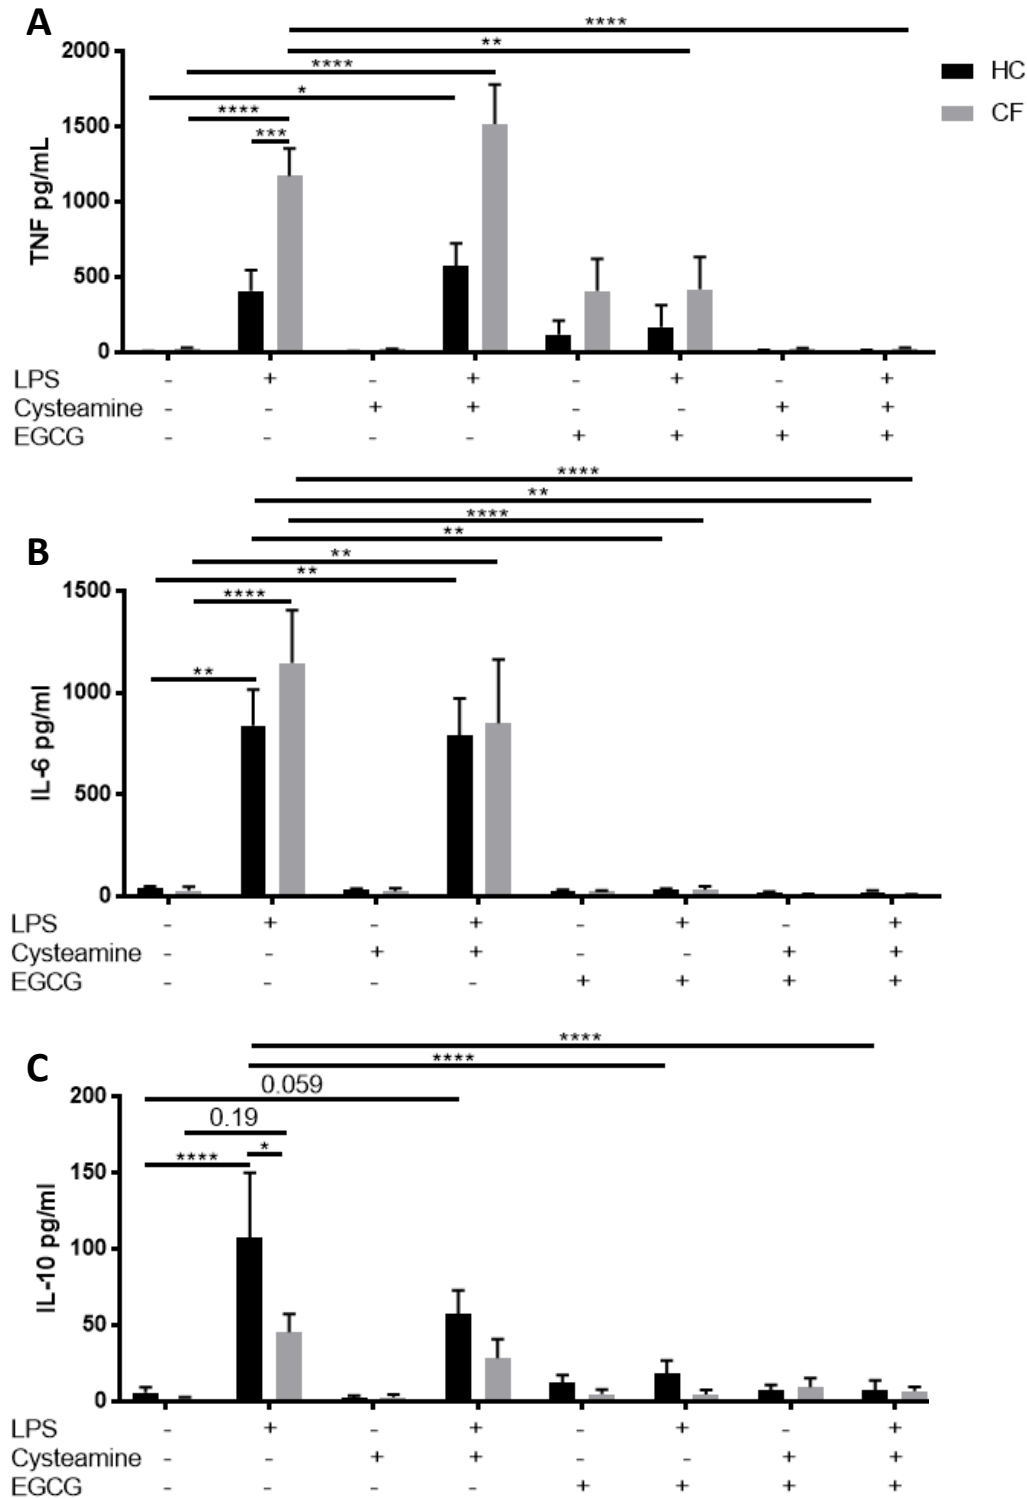 A
****
**
2000
****
HC
*
1500
****
CF
***
TNF pg/mL
1000
500
0
LPS - + - + - + - +
Cysteamine - - + + - - + +
EGCG - - - - + + + +
****
**
****
**
B
**
**
1500
****
**
1000
IL-6 pg/ml
500
0
LPS - + - + - + - +
Cysteamine - - + + - - + +
EGCG - - - - + + + +
****
****
C
0.059
200
0.19
*
****
150
IL-10 pg/ml
100
50
0
LPS - + - + - + - +
Cysteamine - - + + - - + +
EGCG - - - - + + + +